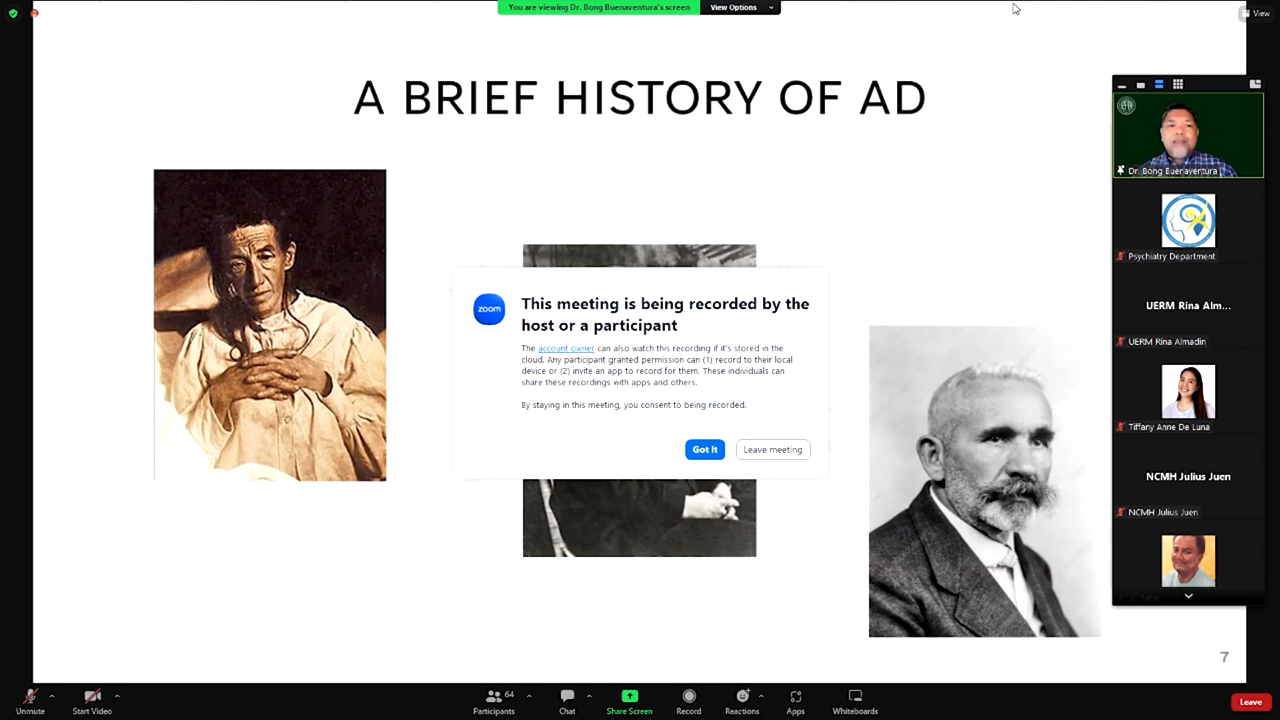 You are viewing Dr. Bong Buenaventura's screen
View Options
View
A BRIEF HISTORY OF AD
Dr. Bong Buenaventura
Psychiatry Department
UERM Rina Alm...
UERM Rina Almadin
Tiffany Anne De Luna
NCMH Julius Juen
NCMH Julius Juen
zoom
This meeting is being recorded by the
host or a participant
The account owner can also watch this recording if it's stored in the
cloud. Any participant granted permission can (1) record to their local
device or (2) invite an app to record for them. These individuals can
share these recordings with apps and others.
By staying in this meeting, you consent to being recorded.
Got It
Leave meeting
7
Unmute
Start Video
64
Participants
Chat
Share Screen
Record
Reactions
Apps
Whiteboards
Leave